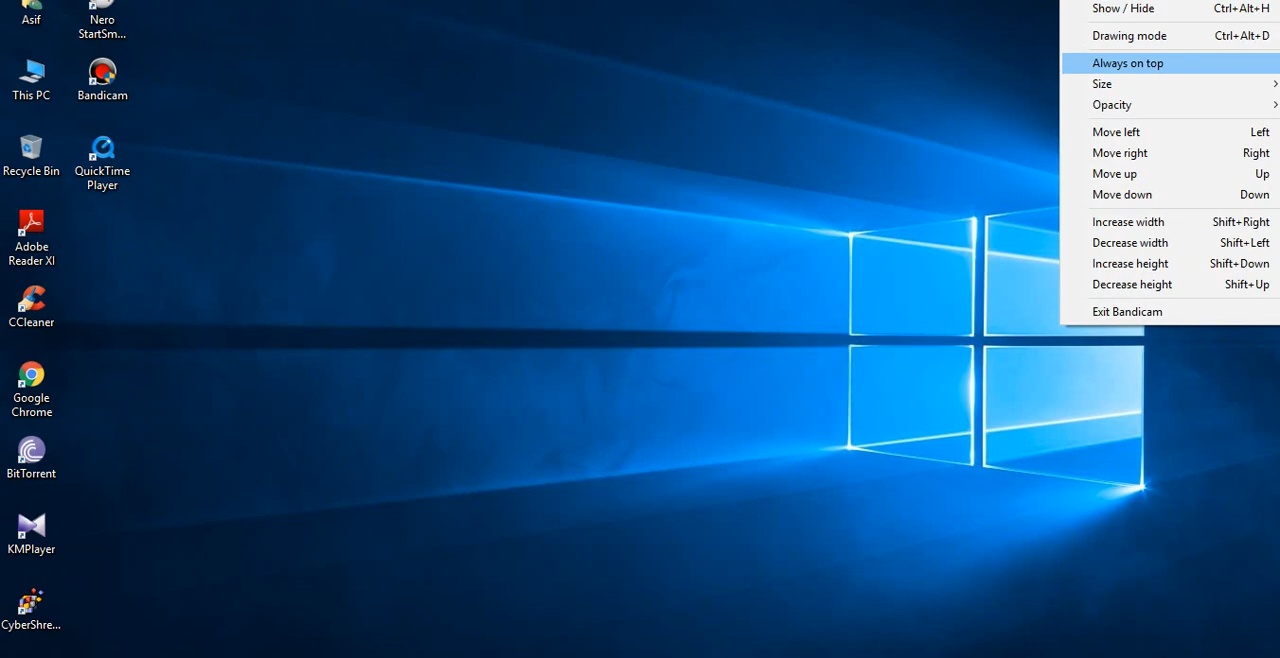 Asif
Nero
StartSm...
This PC
Bandicam
Recycle Bin
QuickTime
Player
Adobe
Reader XI
CCleaner
Google
Chrome
BitTorrent
KMPlayer
CyberShre...
Show / Hide Ctrl+Alt+H
Drawing mode Ctrl+Alt+D
Always on top
Size
Opacity
Move left Left
Move right Right
Move up Up
Move down Down
Increase width Shift+Right
Decrease width Shift+Left
Increase height Shift+Down
Decrease height Shift+Up
Exit Bandicam